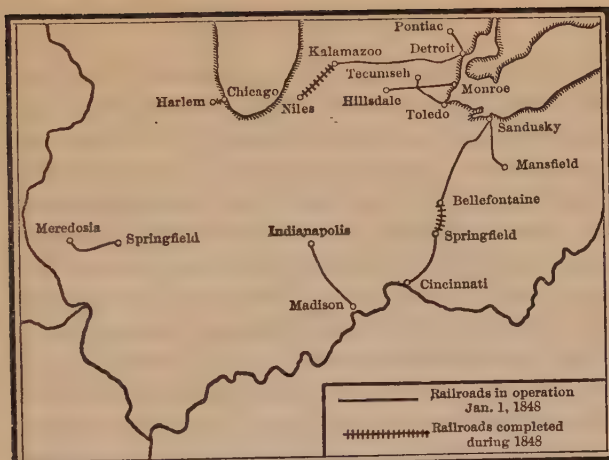 Pontiac
Detroit
Kalamazoo
Tecumseh
Chicago
Monroe
Harlem
Niles
Hillsdale
Toledo
Sandusky
Mansfield
Bellefontaine
Meredosia
Springfield
Indianapolis
Springfield
Cincinnati
Madison
Railroads in operation
Jan. 1, 1848
Railroads completed
during 1848